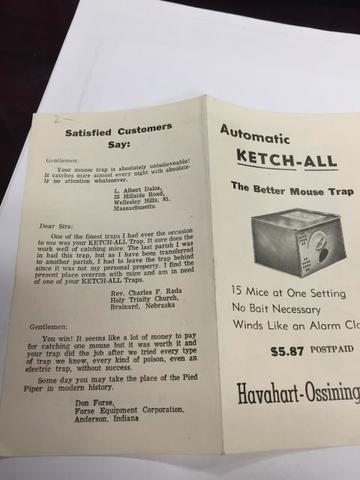 2-
Satisfied Customers
Say:
Gentlemen:
Your mouse trap is absolutely unbelieveable!
It catches mice almost every night with absolute-
ly no attention whatsoever.
L. Albert Daloz,
25 Hillside Road,
Wellesley Hills, 81,
Massachusetts.
Dear Sirs:
One of the finest traps I had ever the occasion
to use was your KETCH-ALL Trap. It sure does the
work well of catching mice. The last parish I was
in had this trap, but as I have been transferred
to another parish, I had to leave the trap behind
since it was not my personal property. I find the
present place overrun with mice and am in need
of one of your KETCH-ALL Traps.
Rev. Charles F. Rada
Holy Trinity Church,
Brainard, Nebraska
Gentlemen:
You win! It seems like a lot of money to pay
for catching one mouse but it was worth it and
your trap did the job after we tried every type
of trap we knew, every kind of poison, even an
electric trap, without success.
Some day you may take the place of the Pied
Piper in modern history.
Don Forse,
Forse Equipment Corporation,
Anderson, Indiana
Automatic
KETCH-ALL
The Better Mouse Trap
15 Mice at One Setting
No Bait Necessary
Winds Like an Alarm Clo
$5.87 POSTPAID
Havahart-Ossining